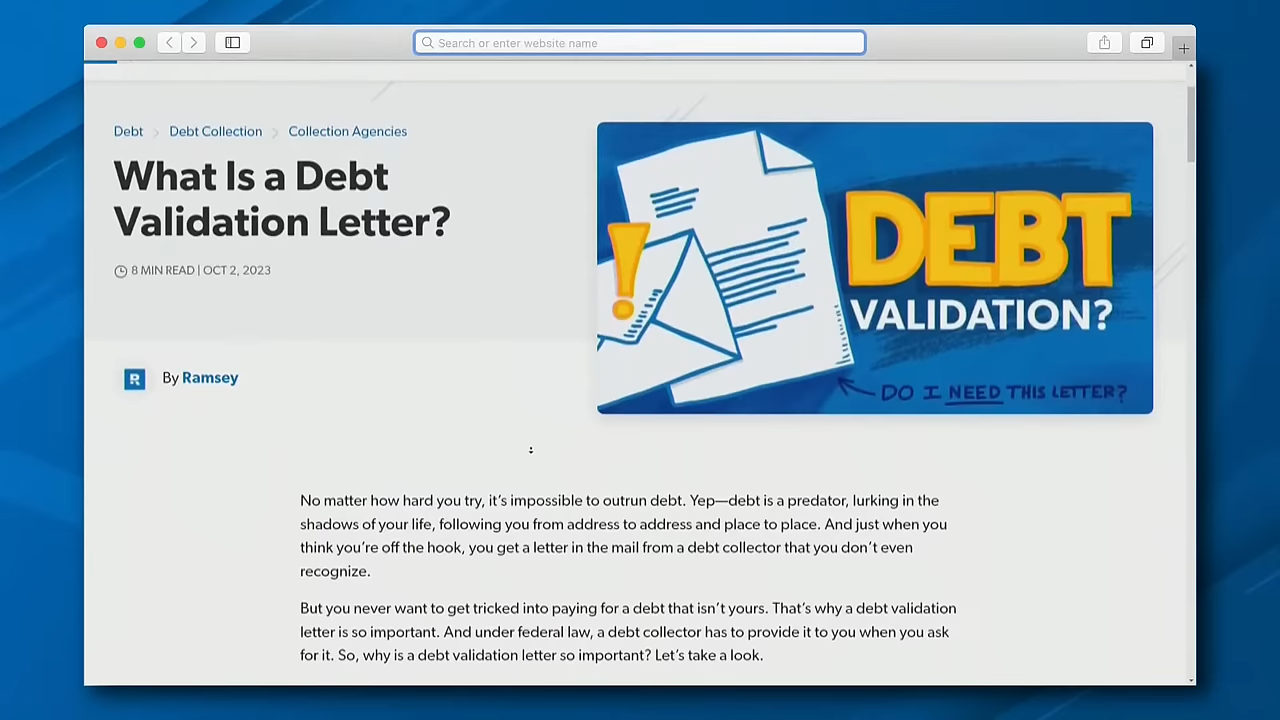 Search or enter website name
Debt
Debt Collection
Collection Agencies
What Is a Debt
Validation Letter?
8 MIN READ | OCT 2, 2023
R
By Ramsey
DEBT
VALIDATION?
DO I NEED THIS LETTER?
No matter how hard you try, it's impossible to outrun debt. Yep—debt is a predator, lurking in the
shadows of your life, following you from address to address and place to place. And just when you
think you're off the hook, you get a letter in the mail from a debt collector that you don't even
recognize.
But you never want to get tricked into paying for a debt that isn't yours. That's why a debt validation
letter is so important. And under federal law, a debt collector has to provide it to you when you ask
for it. So, why is a debt validation letter so important? Let's take a look.